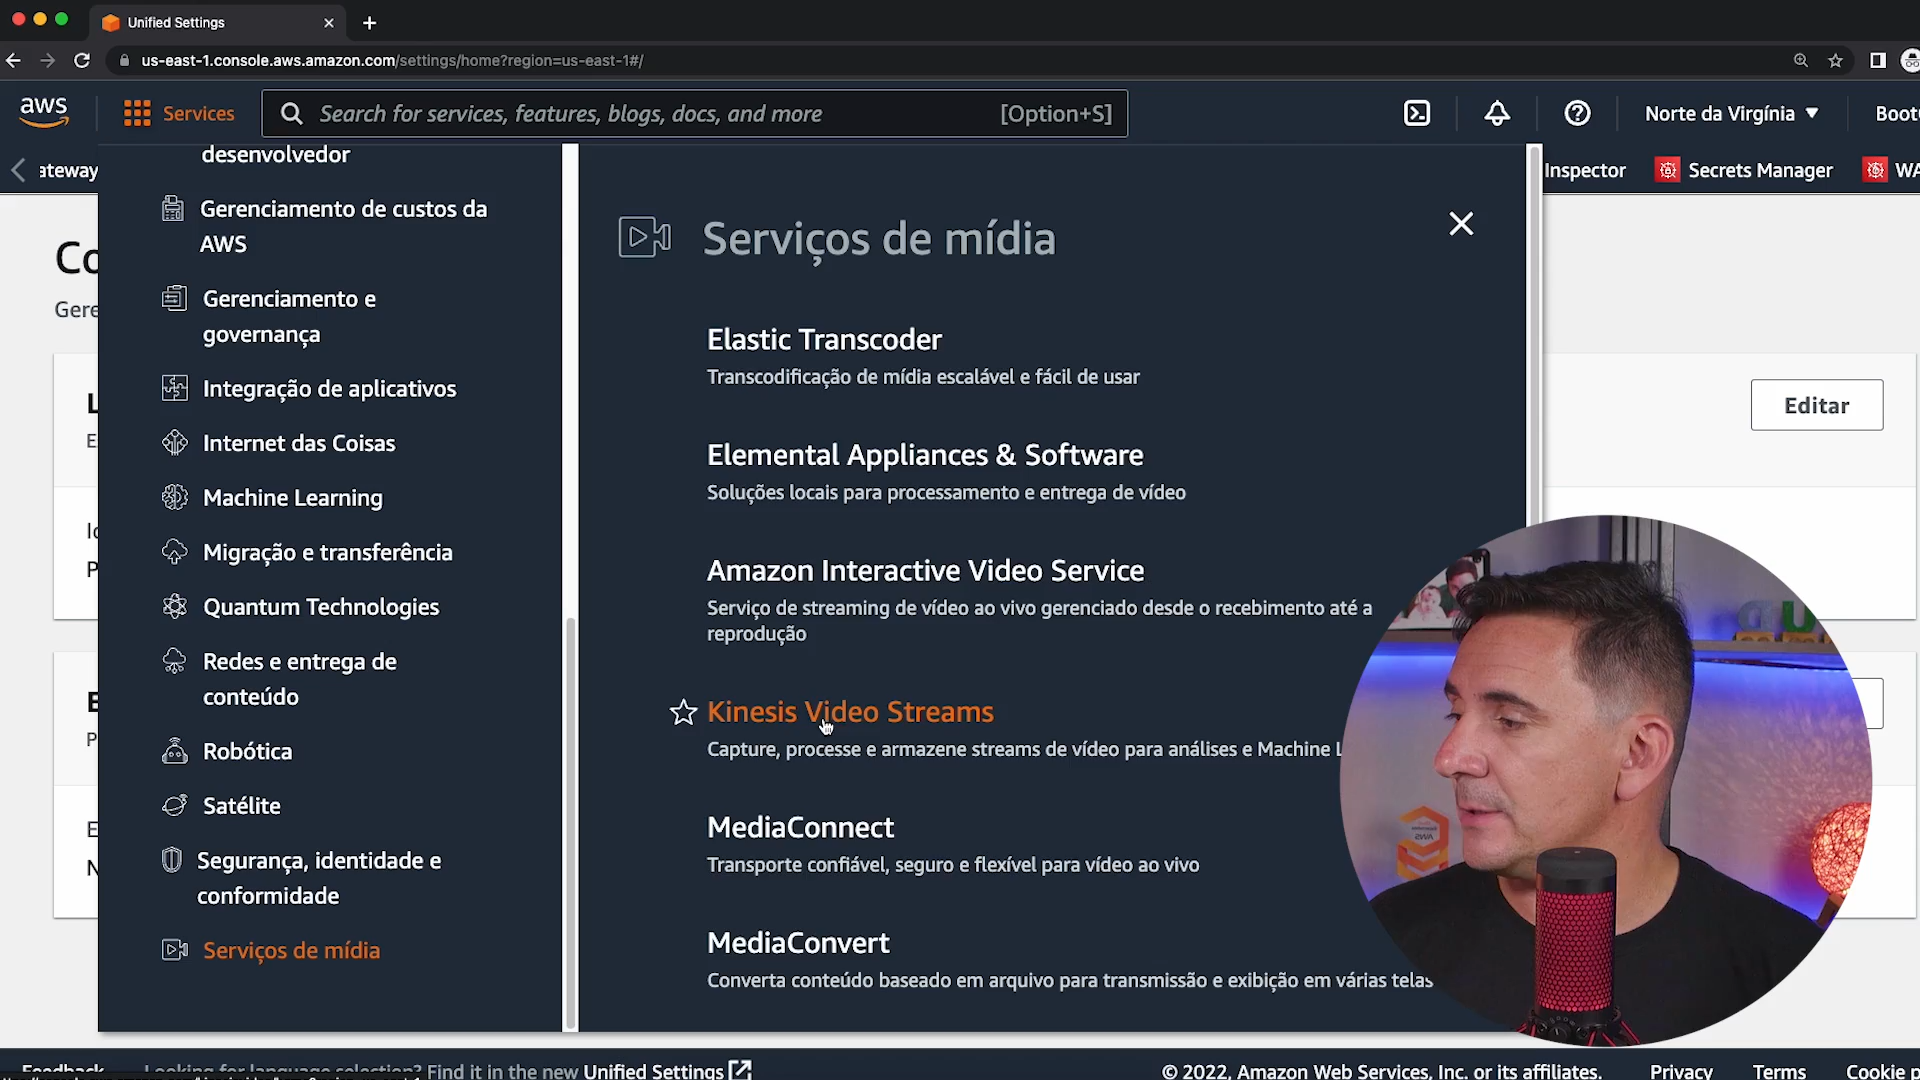 Unified Settings
us-east-1.console.aws.amazon.com/settings/home?region=us-east-1#/
aws
Services
Search for services, features, blogs, docs, and more
[Option+S]
Norte da Virgínia
ateway
Inspector
Secrets Manager
desenvolvedor
Gerenciamento de custos da
AWS
Gerenciamento e
governança
Integração de aplicativos
Internet das Coisas
Machine Learning
Migração e transferência
Quantum Technologies
Redes e entrega de
conteúdo
Robótica
Satélite
Segurança, identidade e
conformidade
Serviços de mídia
Serviços de mídia
Elastic Transcoder
Transcodificação de mídia escalável e fácil de usar
Elemental Appliances & Software
Soluções locais para processamento e entrega de vídeo
Amazon Interactive Video Service
Serviço de streaming de vídeo ao vivo gerenciado desde o recebimento até a
reprodução
Kinesis Video Streams
Capture, processe e armazene streams de vídeo para análises e Machine L
MediaConnect
Transporte confiável, seguro e flexível para vídeo ao vivo
MediaConvert
Converta conteúdo baseado em arquivo para transmissão e exibição em várias telas
Editar
Feedback
Looking for language selection? Find it in the new Unified Settings
© 2022, Amazon Web Services, Inc. or its affiliates.
Privacy
Terms
Cookie p